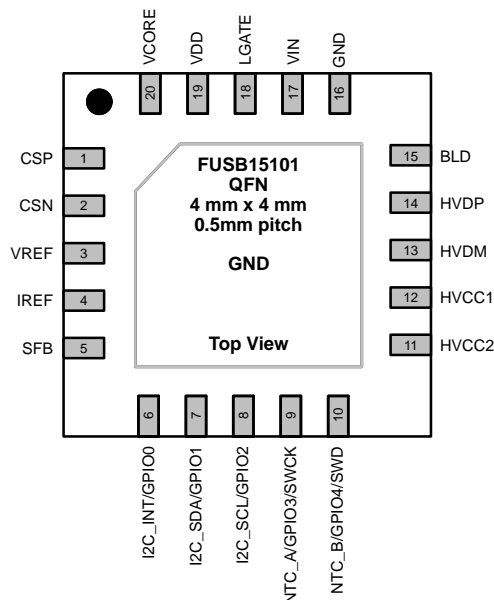 VCORE
VDD
LGATE
VIN
GND
20
19
18
17
16
CSP 1
CSN 2
VREF 3
IREF 4
SFB 5
FUSB15101
QFN
4 mm x 4 mm
0.5mm pitch
GND
Top View
15 BLD
14 HVDP
13 HVDM
12 HVCC1
11 HVCC2
6
7
8
9
10
I2C_INT/GPIO0
I2C_SDA/GPIO1
I2C_SCL/GPIO2
NTC_A/GPIO3/SWCK
NTC_B/GPIO4/SWD